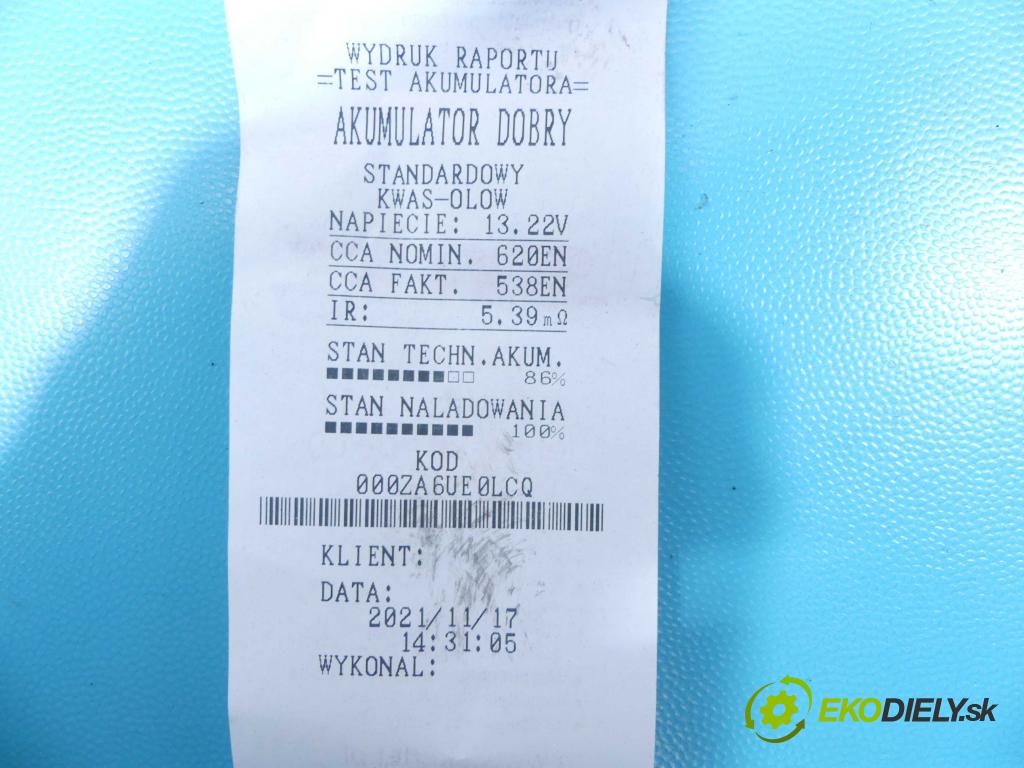 WYDRUK RAPORTU
=TEST AKUMULATORA=
AKUMULATOR DOBRY
STANDARDOWY
KWAS-OLOW
NAPIECIE: 13.22V
CCA NOMIN. 620EN
CCA FAKT. 538EN
IR: 5.39mΩ
STAN TECHN.AKUM.
86%
STAN NALADOWANIA
100%
KOD
000ZA6UE0LCQ
KLIENT:
DATA:
2021/11/17
14:31:05
WYKONAL:
EKODIELY.sk